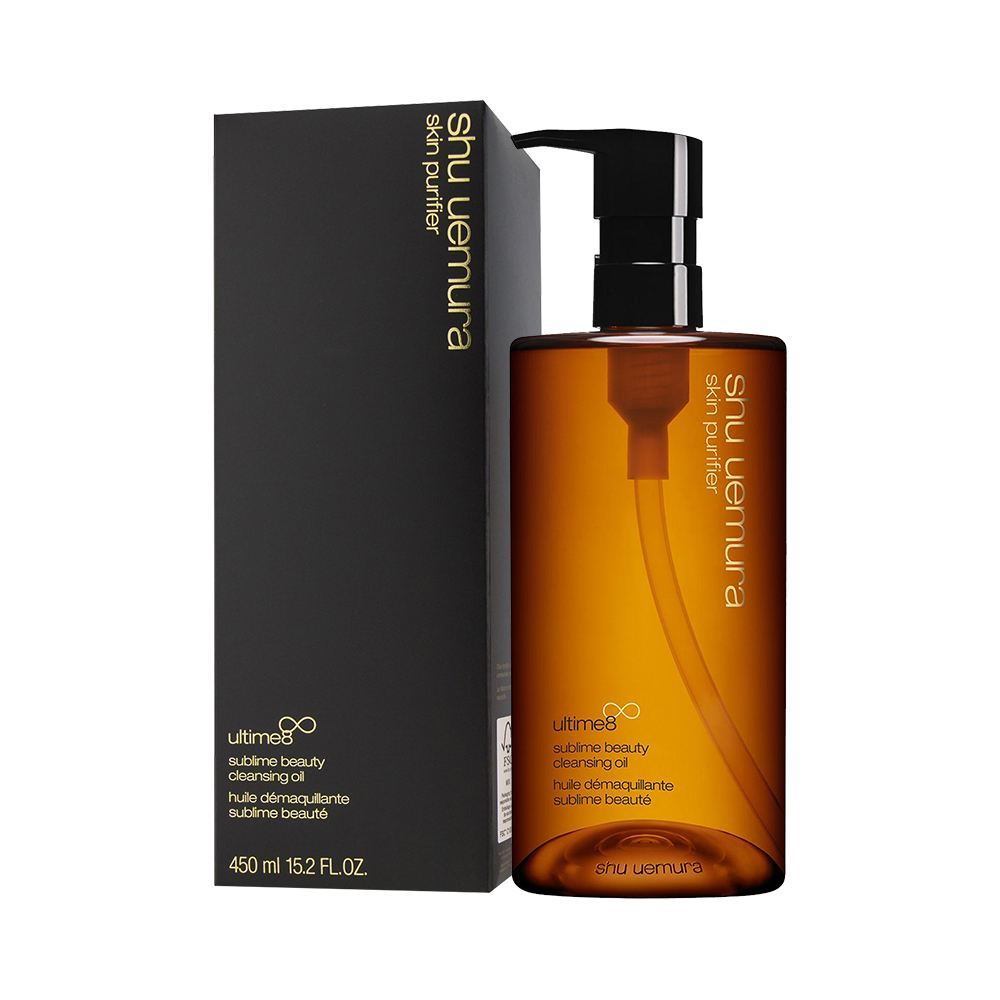 shu uemura
skin purifier
ultime8∞
sublime beauty
cleansing oil
huile démaquillante
sublime beauté
450 ml 15.2 FL.OZ.
shu uemura
skin purifier
ultime8∞
sublime beauty
cleansing oil
huile démaquillante
sublime beauté
shu uemura